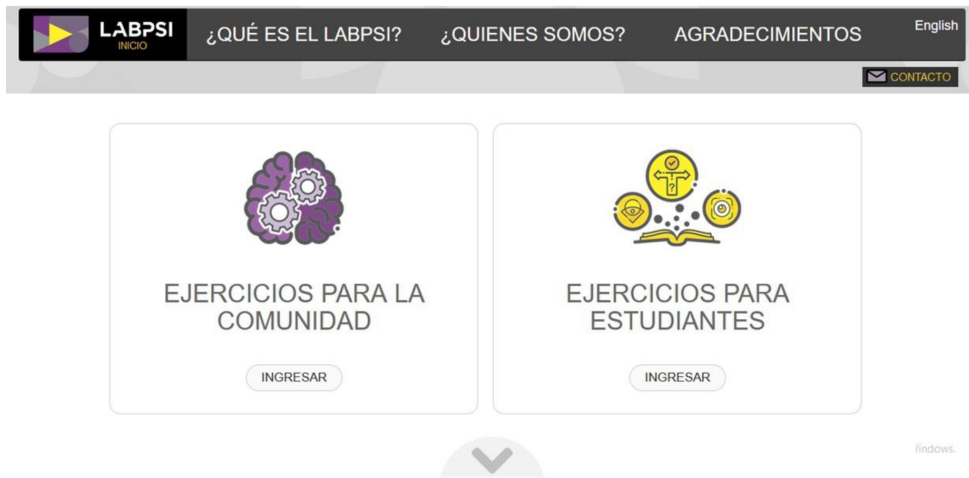 LABPSI
INICIO
¿QUÉ ES EL LABPSI?
¿QUIENES SOMOS?
AGRADECIMIENTOS
English
CONTACTO
EJERCICIOS PARA LA
COMUNIDAD
INGRESAR
EJERCICIOS PARA
ESTUDIANTES
INGRESAR